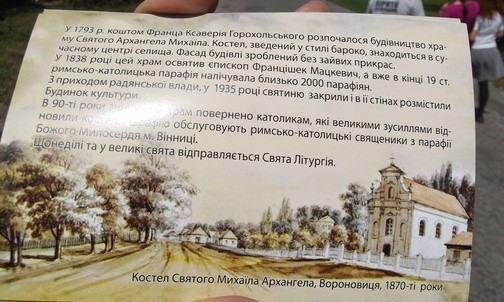 У 1793 р. коштом Франца Ксаверія Горохольського розпочалося будівництво хра-
му Святого Архангела Михаїла. Костел, зведений у стилі бароко, знаходиться в су-
часному центрі селища. Фасад будівлі зроблений без зайвих прикрас.
У 1838 році цей храм освятив єпископ Францішек Мацкевич, а вже в кінці 19 ст.
римсько-католицька парафія налічувала близько 2000 парафіян.
З приходом радянської влади, у 1935 році святиню закрили і в її стінах розмістили
Будинок культури.
В 90-ті роки повернено католикам, які великими зусиллями від-
новили обслуговують римсько-католицькі священики з парафії
Божого Милосердя м. Вінниці.
Щонеділі та у великі свята відправляється Свята Літургія.
Костел Святого Михаїла Архангела, Вороновиця, 1870-ті роки